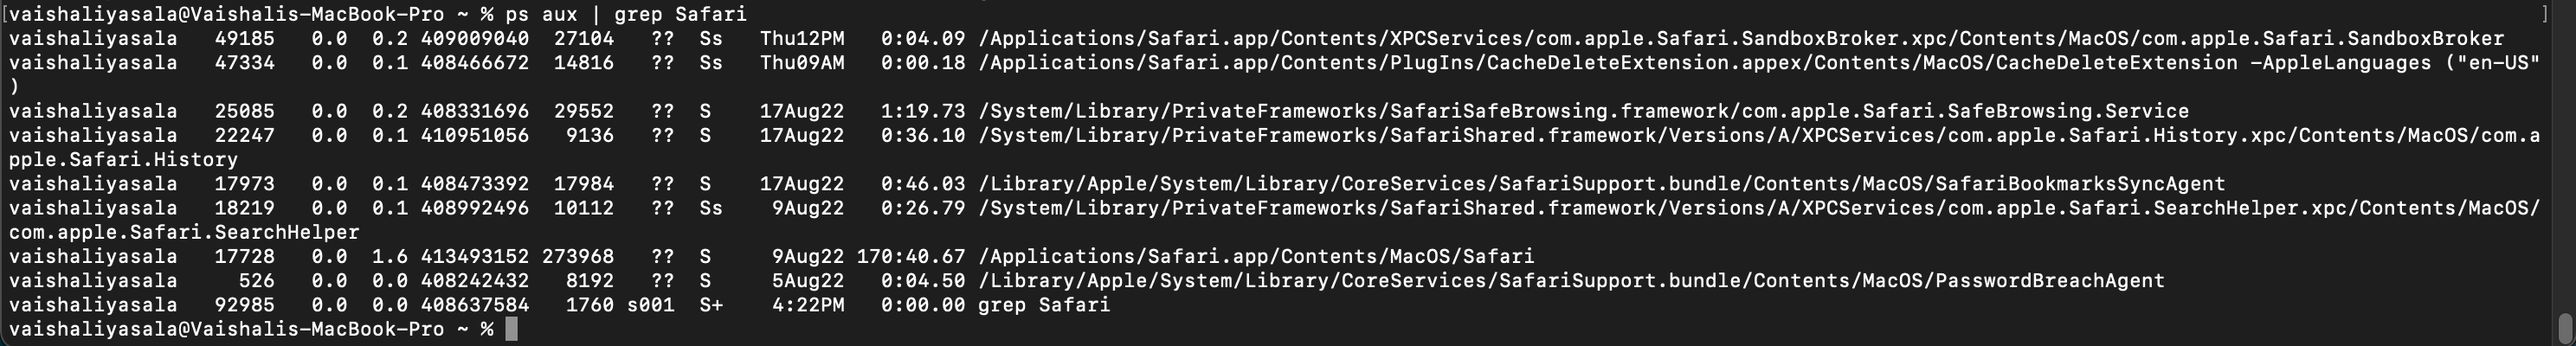 [vaishaliyasala@Vaishalis-MacBook-Pro ~ % ps aux | grep Safari ]
vaishaliyasala   49185   0.0  0.2 409009040  27104   ??  Ss   Thu12PM   0:04.09 /Applications/Safari.app/Contents/XPCServices/com.apple.Safari.SandboxBroker.xpc/Contents/MacOS/com.apple.Safari.SandboxBroker
vaishaliyasala   47334   0.0  0.1 408466672  14816   ??  Ss   Thu09AM   0:00.18 /Applications/Safari.app/Contents/PlugIns/CacheDeleteExtension.appex/Contents/MacOS/CacheDeleteExtension -AppleLanguages ("en-US"
)
vaishaliyasala   25085   0.0  0.2 408331696  29552   ??  S    17Aug22   1:19.73 /System/Library/PrivateFrameworks/SafariSafeBrowsing.framework/com.apple.Safari.SafeBrowsing.Service
vaishaliyasala   22247   0.0  0.1 410951056   9136   ??  S    17Aug22   0:36.10 /System/Library/PrivateFrameworks/SafariShared.framework/Versions/A/XPCServices/com.apple.Safari.History.xpc/Contents/MacOS/com.a
pple.Safari.History
vaishaliyasala   17973   0.0  0.1 408473392  17984   ??  S    17Aug22   0:46.03 /Library/Apple/System/Library/CoreServices/SafariSupport.bundle/Contents/MacOS/SafariBookmarksSyncAgent
vaishaliyasala   18219   0.0  0.1 408992496  10112   ??  Ss    9Aug22   0:26.79 /System/Library/PrivateFrameworks/SafariShared.framework/Versions/A/XPCServices/com.apple.Safari.SearchHelper.xpc/Contents/MacOS/
com.apple.Safari.SearchHelper
vaishaliyasala   17728   0.0  1.6 413493152 273968   ??  S     9Aug22 170:40.67 /Applications/Safari.app/Contents/MacOS/Safari
vaishaliyasala     526   0.0  0.0 408242432   8192   ??  S     5Aug22   0:04.50 /Library/Apple/System/Library/CoreServices/SafariSupport.bundle/Contents/MacOS/PasswordBreachAgent
vaishaliyasala   92985   0.0  0.0 408637584   1760 s001  S+    4:22PM   0:00.00 grep Safari
vaishaliyasala@Vaishalis-MacBook-Pro ~ %